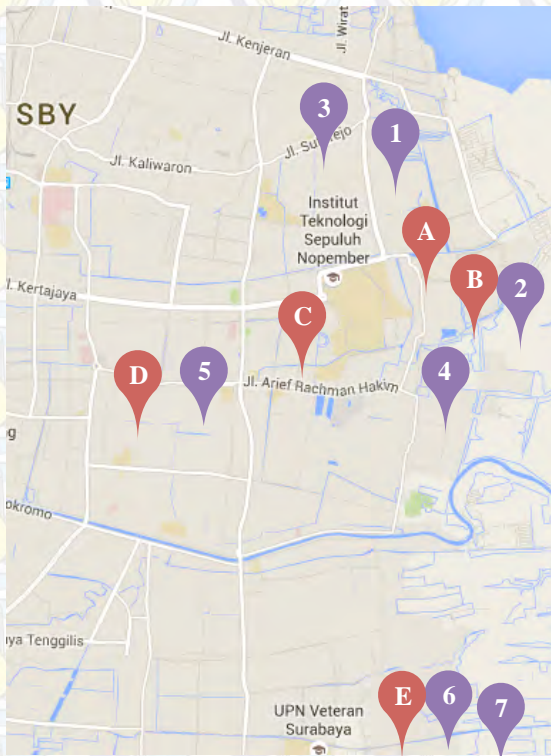 Jl. Kenjeran
Jl. Wirat
SBY
3
1
Jl. Kaliwaron
Institut
Teknologi
Sepuluh
Nopember
A
B
2
l. Kertajaya
C
D
5
4
Jl. Arief Rachman Hakim
g
okromo
ya Tenggilis
E
6
7
UPN Veteran
Surabaya